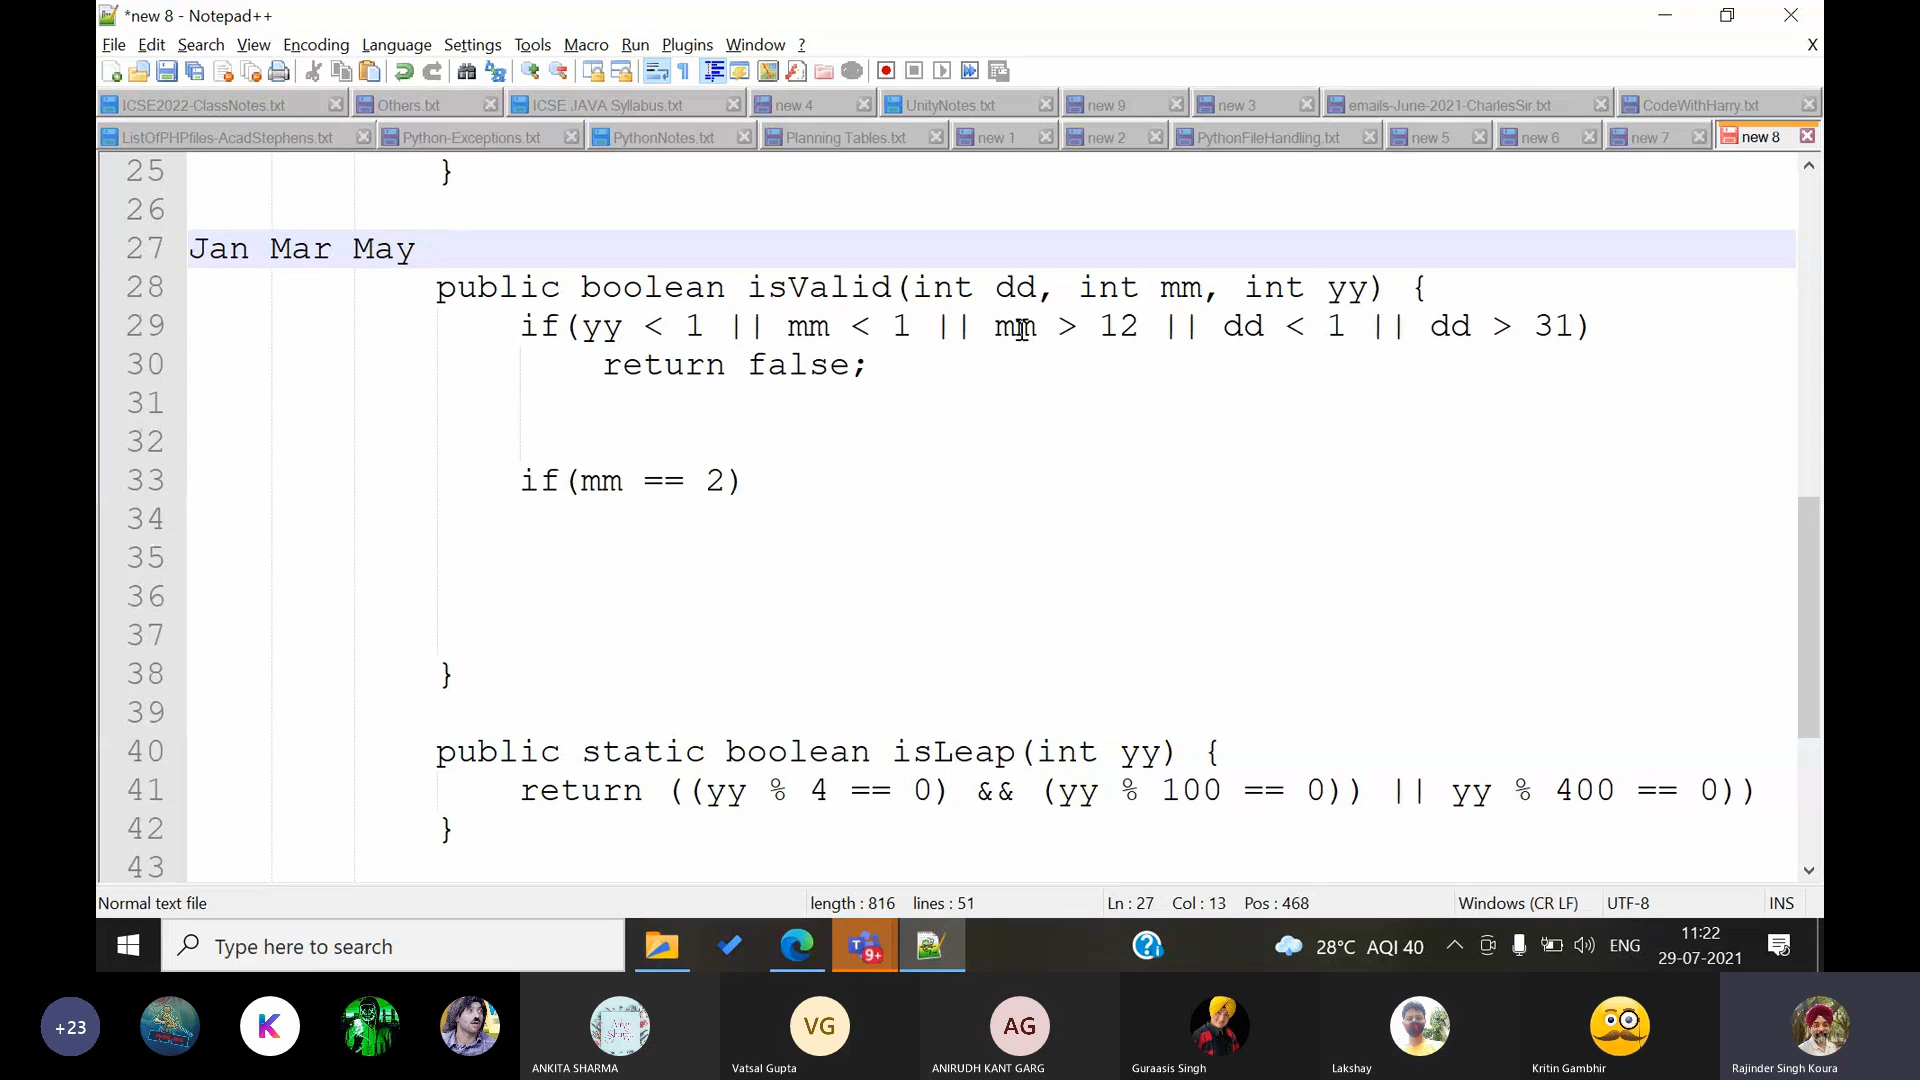 *new 8 - Notepad++
File Edit Search View Encoding Language Settings Tools Macro Run Plugins Window ? X
ICSE2022-ClassNotes.txt Others.txt ICSE JAVA Syllabus.txt new 4 UnityNotes.txt new 9 new 3 emails-June-2021-CharlesSir.txt CodeWithHarry.txt
ListOfPHPfiles-AcadStephens.txt Python-Exceptions.txt PythonNotes.txt Planning Tables.txt new 1 new 2 PythonFileHandling.txt new 5 new 6 new 7 new 8
25 }
26
27 Jan Mar May
28 public boolean isValid(int dd, int mm, int yy) {
29 if(yy < 1 || mm < 1 || mm > 12 || dd < 1 || dd > 31)
30 return false;
31
32
33 if(mm == 2)
34
35
36
37
38 }
39
40 public static boolean isLeap(int yy) {
41 return ((yy % 4 == 0) && (yy % 100 == 0)) || yy % 400 == 0))
42 }
43
Normal text file length : 816 lines : 51 Ln : 27 Col : 13 Pos : 468 Windows (CR LF) UTF-8 INS
Type here to search 9+ 28°C AQI 40 ENG 11:22
29-07-2021
+23 K VG AG
ANKITA SHARMA Vatsal Gupta ANIRUDH KANT GARG Guraasis Singh Lakshay Kritin Gambhir Rajinder Singh Koura